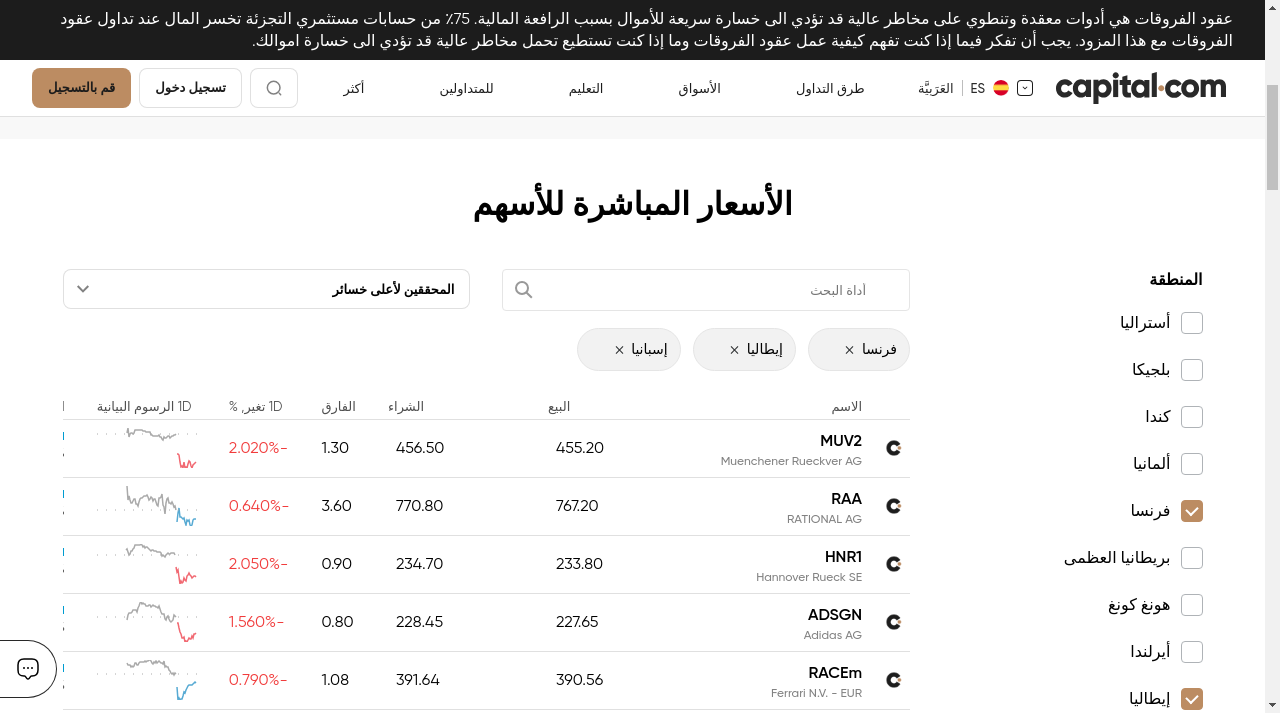 عقود الفروقات هي أدوات معقدة وتنطوي على مخاطر عالية قد تؤدي الى خسارة سريعة للأموال بسبب الرافعة المالية. 75٪ من حسابات مستثمري التجزئة تخسر المال عند تداول عقود
الفروقات مع هذا المزود. يجب أن تفكر فيما إذا كنت تفهم كيفية عمل عقود الفروقات وما إذا كنت تستطيع تحمل مخاطر عالية قد تؤدي الى خسارة اموالك.
capital.com
ES العَرَبيَّة
طرق التداول
الأسواق
التعليم
للمتداولين
أكثر
تسجيل دخول
قم بالتسجيل
الأسعار المباشرة للأسهم
المنطقة
أستراليا
بلجيكا
كندا
ألمانيا
فرنسا
بريطانيا العظمى
هونغ كونغ
أيرلندا
إيطاليا
أداة البحث
المحققين لأعلى خسائر
فرنسا
إيطاليا
إسبانيا
الاسم البيع الشراء الفارق 1D تغير, % 1D الرسوم البيانية
MUV2 455.20 456.50 1.30 2.020%-
Muenchener Rueckver AG
RAA 767.20 770.80 3.60 0.640%-
RATIONAL AG
HNR1 233.80 234.70 0.90 2.050%-
Hannover Rueck SE
ADSGN 227.65 228.45 0.80 1.560%-
Adidas AG
RACEm 390.56 391.64 1.08 0.790%-
Ferrari N.V. - EUR